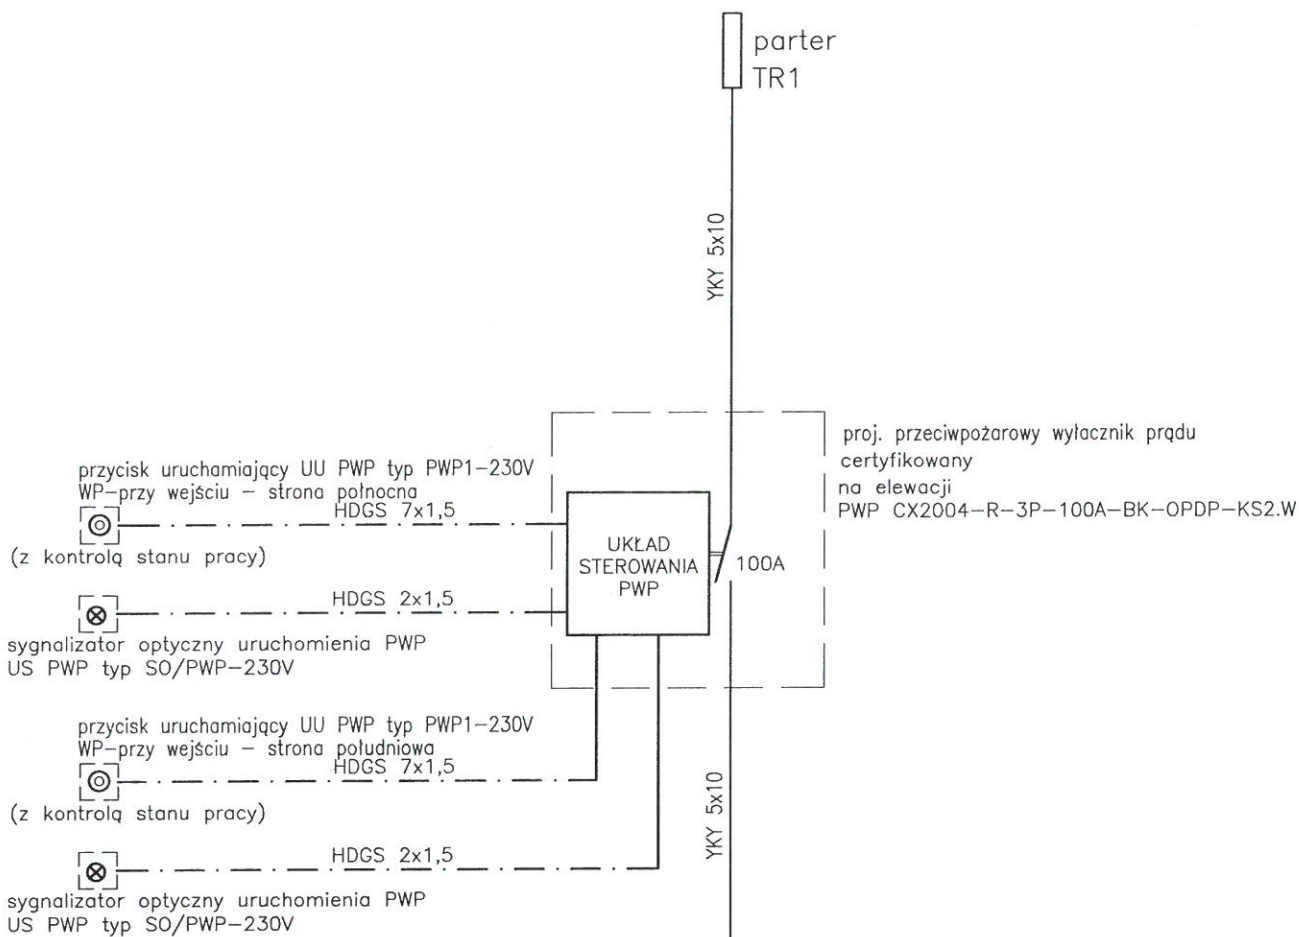 parter
TR1
YKY 5x10
proj. przeciwpożarowy wyłacznik prądu
certyfikowany
na elewacji
PWP CX2004-R-3P-100A-BK-OPDP-KS2.W
przycisk uruchamiający UU PWP typ PWP1-230V
WP-przy wejściu - strona północna
HDGS 7x1,5
(z kontrolą stanu pracy)
UKŁAD
STEROWANIA
PWP
100A
HDGS 2x1,5
sygnalizator optyczny uruchomienia PWP
US PWP typ SO/PWP-230V
przycisk uruchamiający UU PWP typ PWP1-230V
WP-przy wejściu - strona południowa
HDGS 7x1,5
(z kontrolą stanu pracy)
YKY 5x10
HDGS 2x1,5
sygnalizator optyczny uruchomienia PWP
US PWP typ SO/PWP-230V